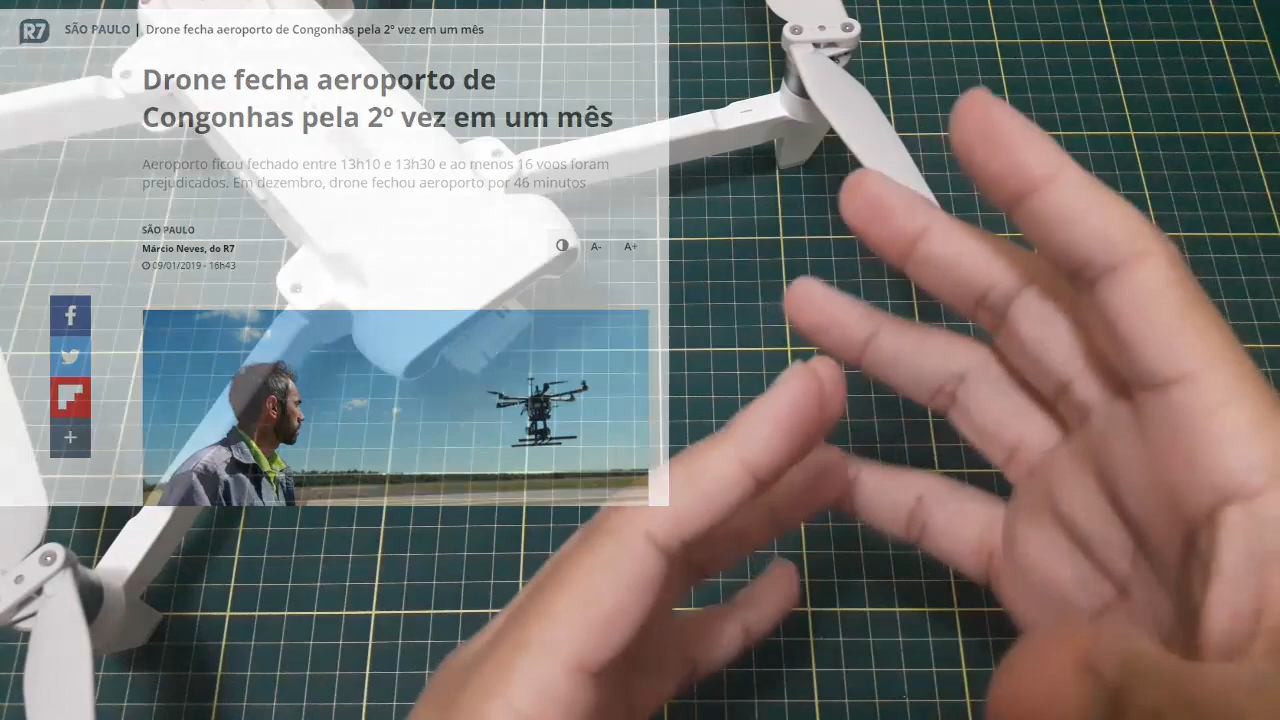 R7 SÃO PAULO | Drone fecha aeroporto de Congonhas pela 2º vez em um mês
Drone fecha aeroporto de
Congonhas pela 2º vez em um mês
Aeroporto ficou fechado entre 13h10 e 13h30 e ao menos 16 voos foram
prejudicados. Em dezembro, drone fechou aeroporto por 46 minutos
SÃO PAULO
Márcio Neves, do R7
09/01/2019 - 16h43
A- A+